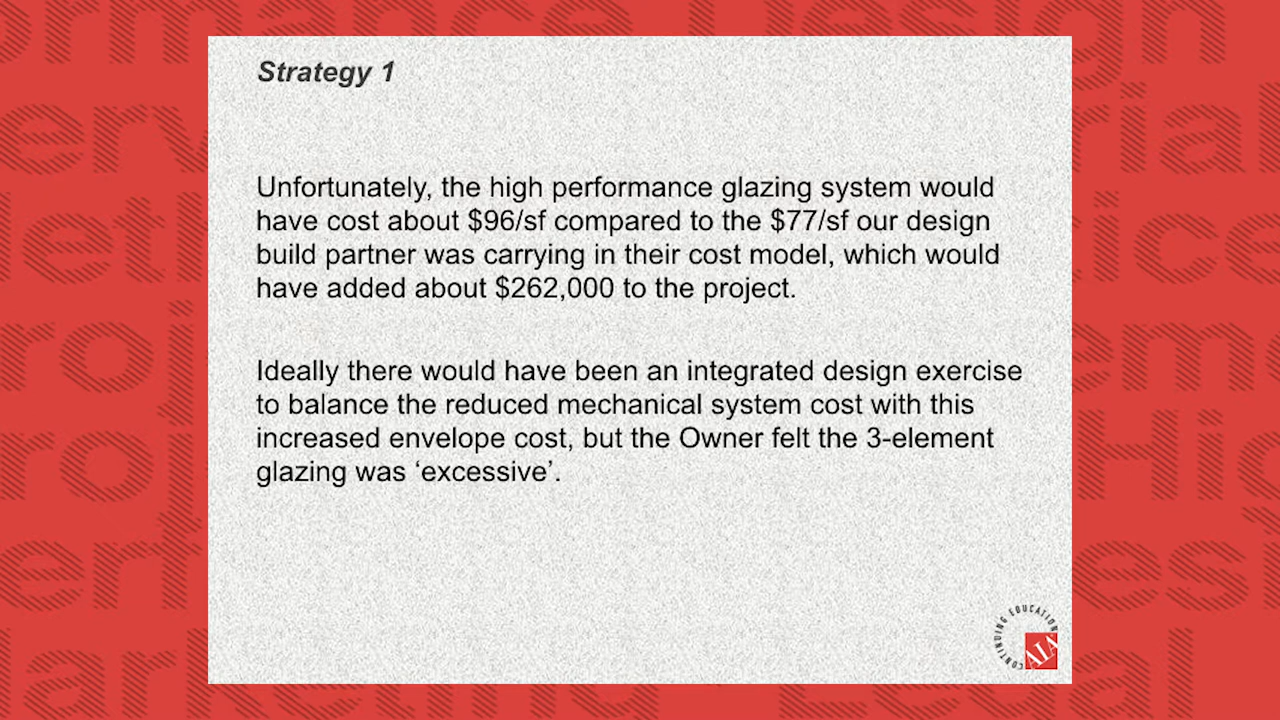 Strategy 1
Unfortunately, the high performance glazing system would
have cost about $96/sf compared to the $77/sf our design
build partner was carrying in their cost model, which would
have added about $262,000 to the project.
Ideally there would have been an integrated design exercise
to balance the reduced mechanical system cost with this
increased envelope cost, but the Owner felt the 3-element
glazing was ‘excessive’.
CONTINUING EDUCATION
AIA